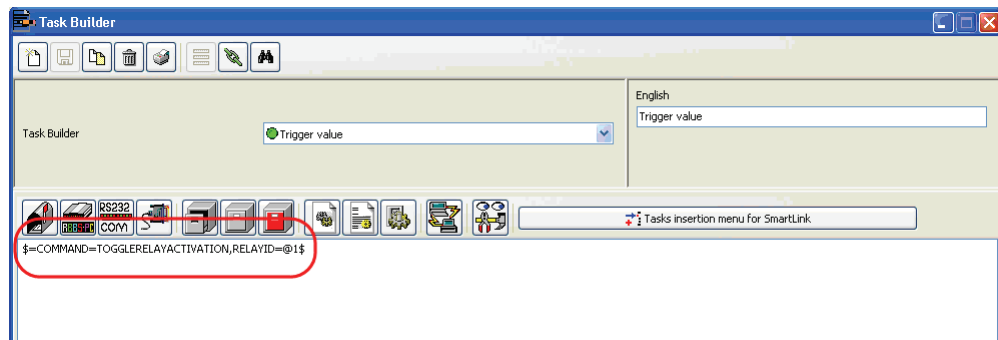 Task Builder
English
Trigger value
Task Builder
Trigger value
RS232
COM
Tasks insertion menu for SmartLink
$=COMMAND=TOGGLERELAYACTIVATION,RELAYID=@1$